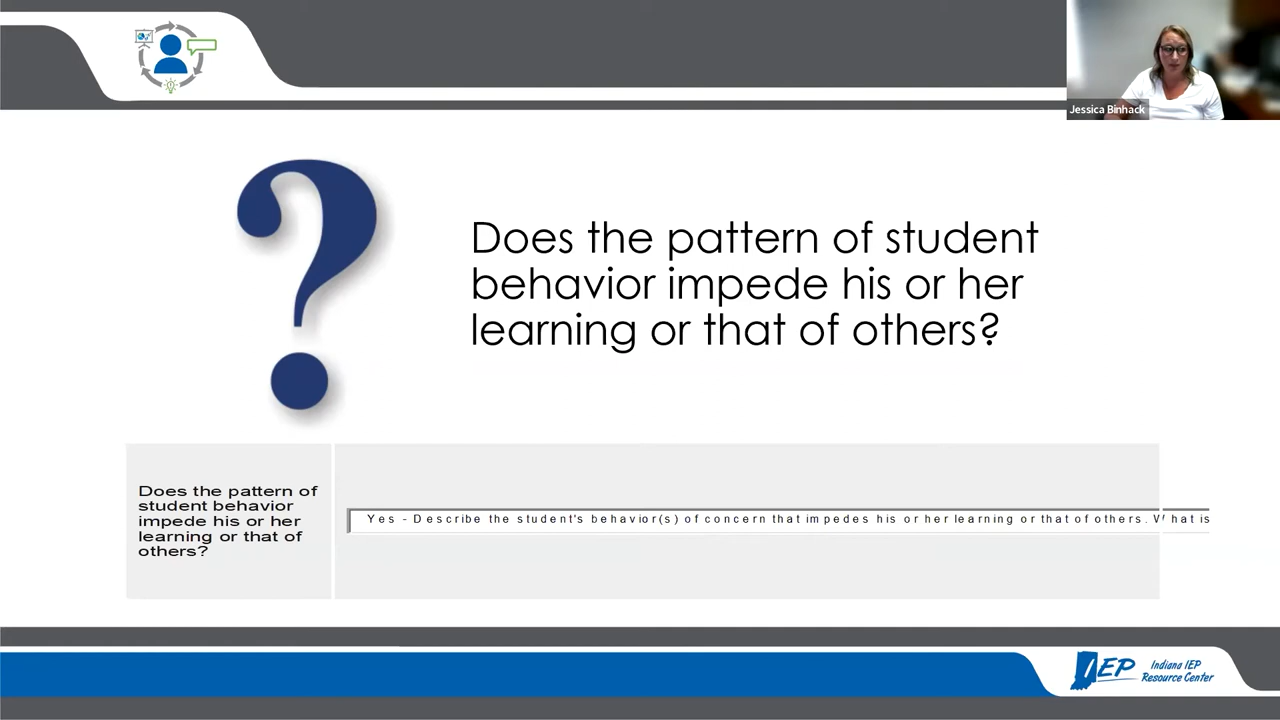 Jessica Binhack
?
Does the pattern of student
behavior impede his or her
learning or that of others?
Does the pattern of
student behavior
impede his or her
learning or that of
others?
Yes - Describe the student's behavior(s) of concern that impedes his or her learning or that of others. What is
IEP
Indiana IEP
Resource Center